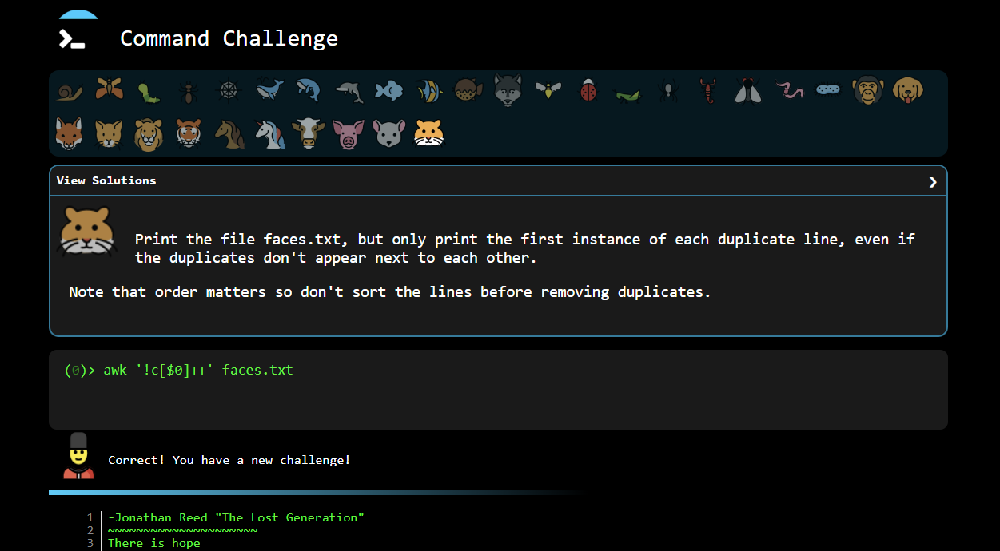 Command Challenge
View Solutions
Print the file faces.txt, but only print the first instance of each duplicate line, even if
the duplicates don't appear next to each other.
Note that order matters so don't sort the lines before removing duplicates.
(0)> awk '!c[$0]++' faces.txt
Correct! You have a new challenge!
1 -Jonathan Reed "The Lost Generation"
2 ~~~~~~~~~~~~~~~~~~~~~
3 There is hope